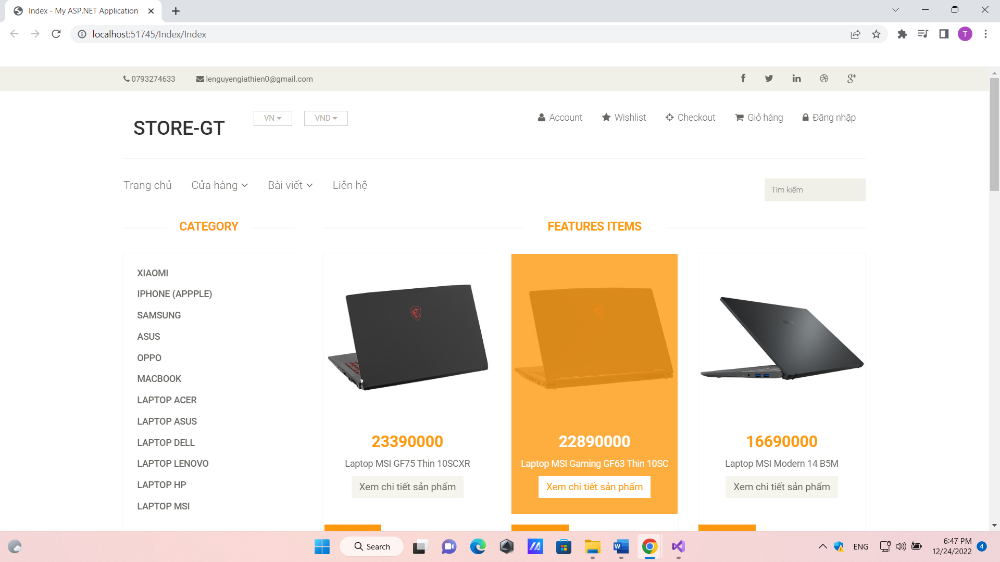 Index - My ASP.NET Application
localhost:51745/Index/Index
T
0793274633 lenguyengiathien0@gmail.com
STORE-GT
VN VND
Account Wishlist Checkout Giỏ hàng Đăng nhập
Trang chủ Cửa hàng Bài viết Liên hệ
Tìm kiếm
CATEGORY
XIAOMI
IPHONE (APPPLE)
SAMSUNG
ASUS
OPPO
MACBOOK
LAPTOP ACER
LAPTOP ASUS
LAPTOP DELL
LAPTOP LENOVO
LAPTOP HP
LAPTOP MSI
FEATURES ITEMS
23390000
Laptop MSI GF75 Thin 10SCXR
Xem chi tiết sản phẩm
22890000
Laptop MSI Gaming GF63 Thin 10SC
Xem chi tiết sản phẩm
16690000
Laptop MSI Modern 14 B5M
Xem chi tiết sản phẩm
Search
ENG
6:47 PM
12/24/2022
4